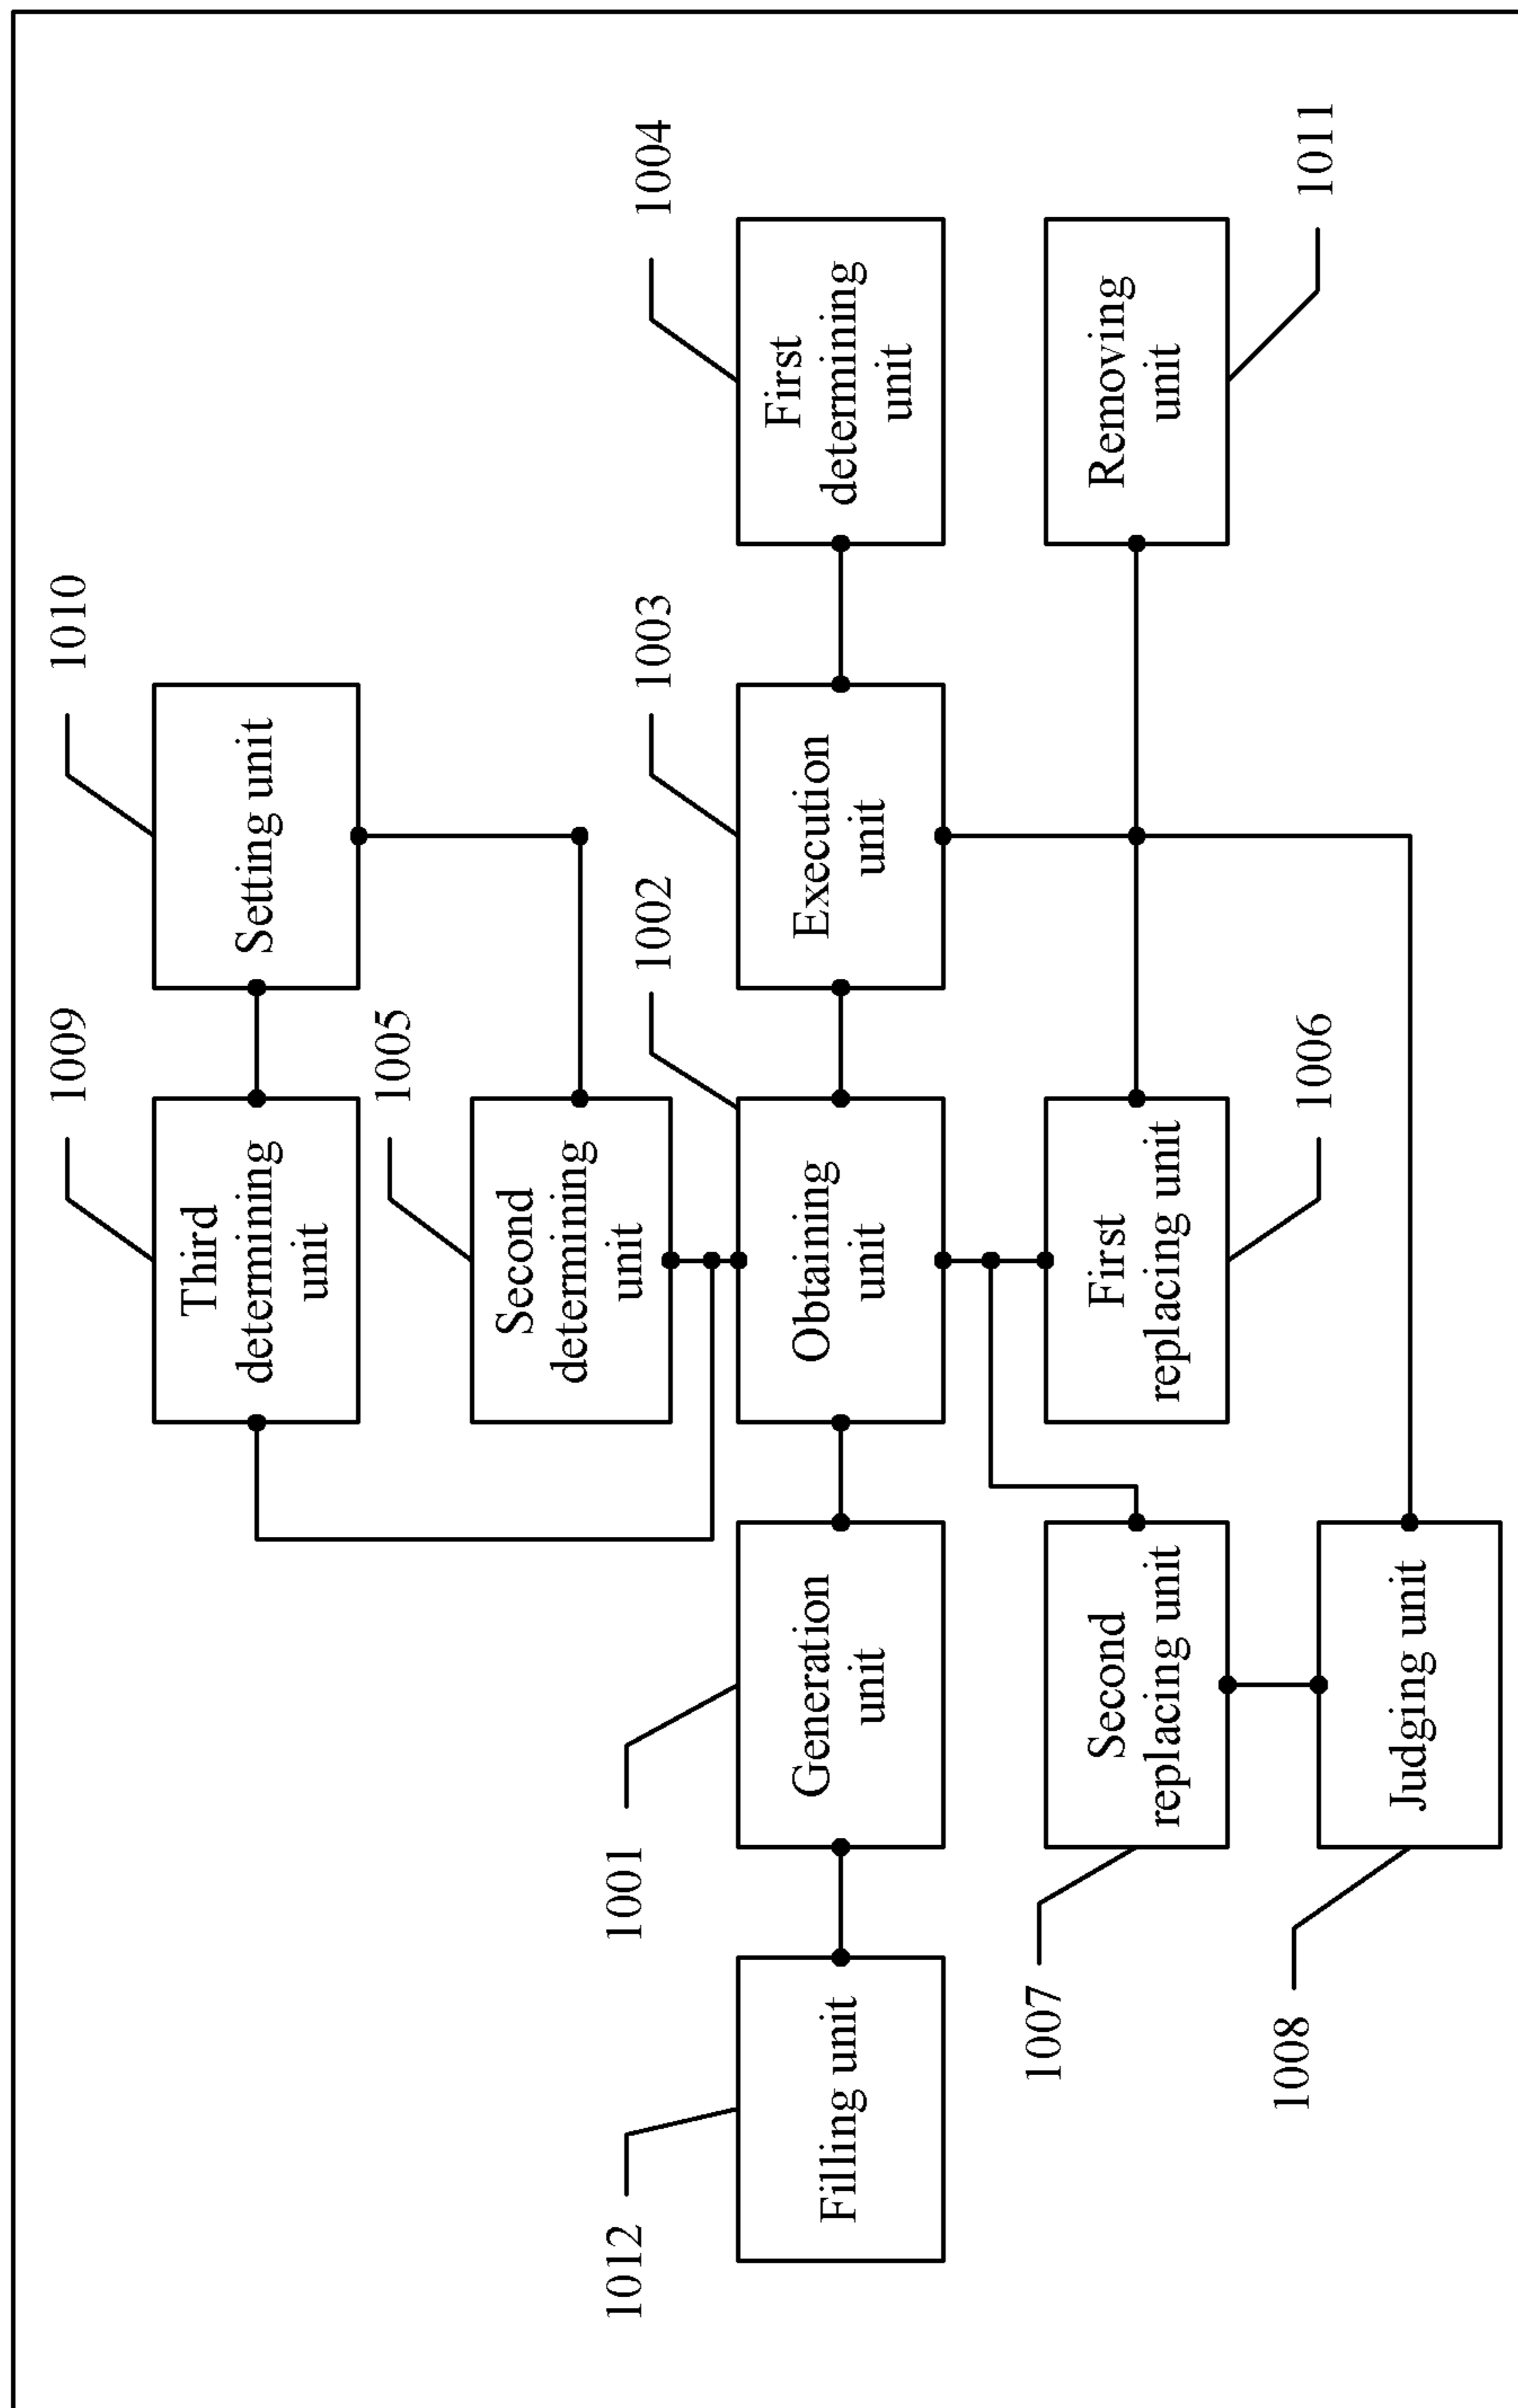 1009
1010
Third
determining
unit
Setting unit
1005
Second
determining
unit
1012
1001
1002
1003
1004
Filling unit
Generation
unit
Obtaining
unit
Execution
unit
First
determining
unit
1007
Second
replacing unit
First
replacing unit
Removing
unit
1008
1006
1011
Judging unit